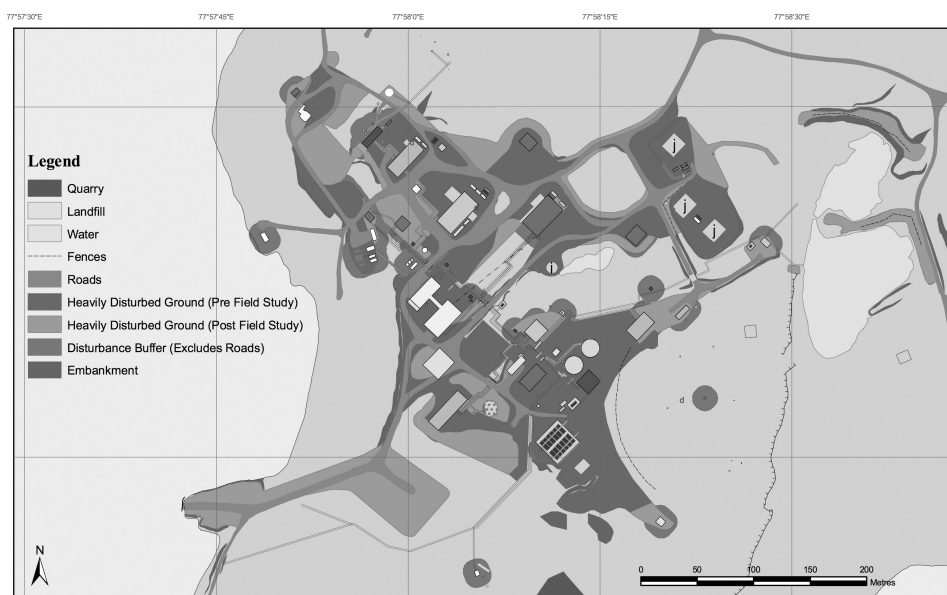 77°57'30"E
77°57'45"E
77°58'0"E
77°58'15"E
77°58'30"E
j
j
j
j
d
Legend
Quarry
Landfill
Water
Fences
Roads
Heavily Disturbed Ground (Pre Field Study)
Heavily Disturbed Ground (Post Field Study)
Disturbance Buffer (Excludes Roads)
Embankment
N
0 50 100 150 200
Metres